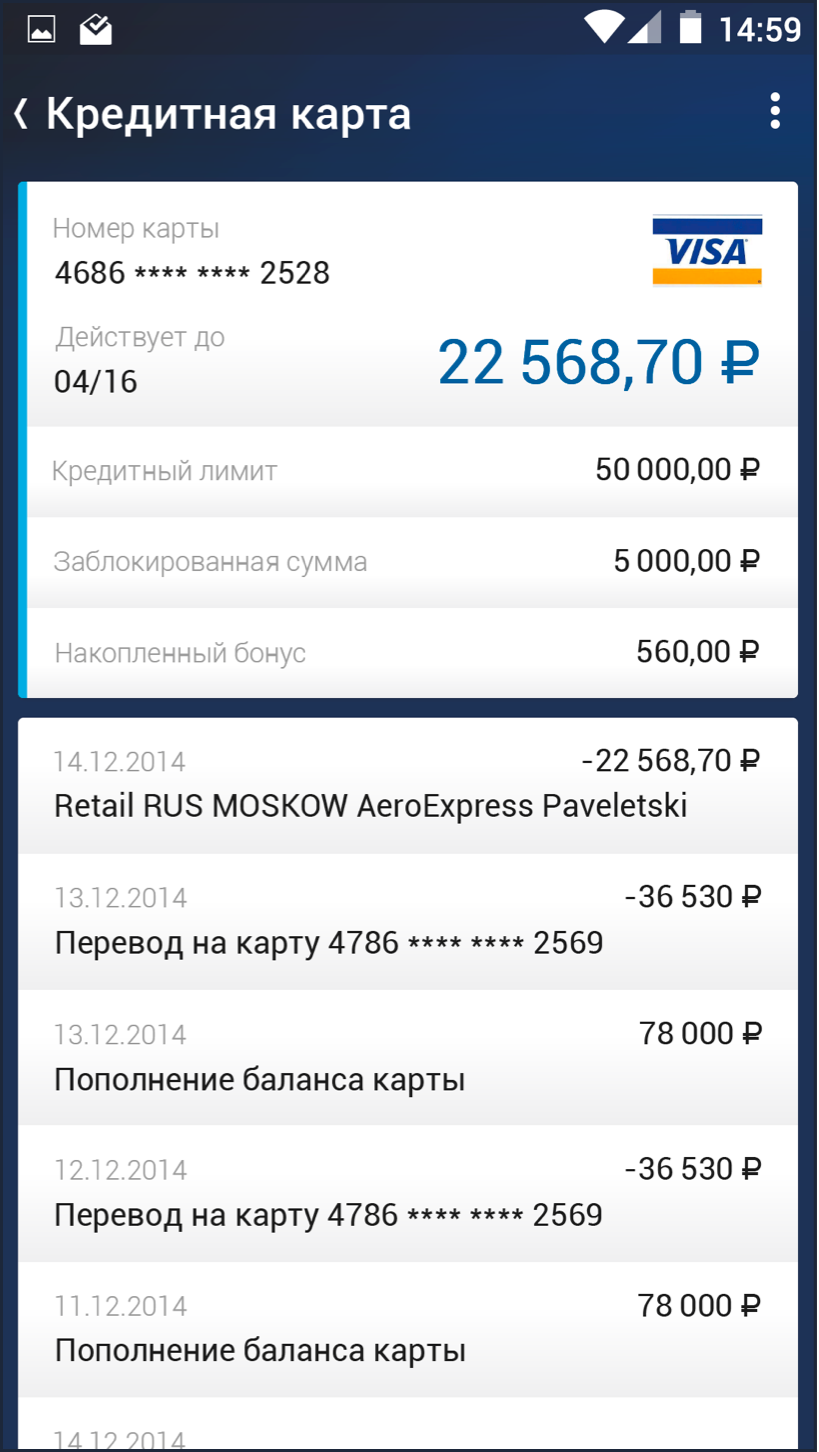 14:59
Кредитная карта
Номер карты
4686 **** **** 2528
VISA
Действует до
04/16
22 568,70 ₽
Кредитный лимит 50 000,00 ₽
Заблокированная сумма 5 000,00 ₽
Накопленный бонус 560,00 ₽
14.12.2014 -22 568,70 ₽
Retail RUS MOSKOW AeroExpress Paveletski
13.12.2014 -36 530 ₽
Перевод на карту 4786 **** **** 2569
13.12.2014 78 000 ₽
Пополнение баланса карты
12.12.2014 -36 530 ₽
Перевод на карту 4786 **** **** 2569
11.12.2014 78 000 ₽
Пополнение баланса карты
14.12.2014